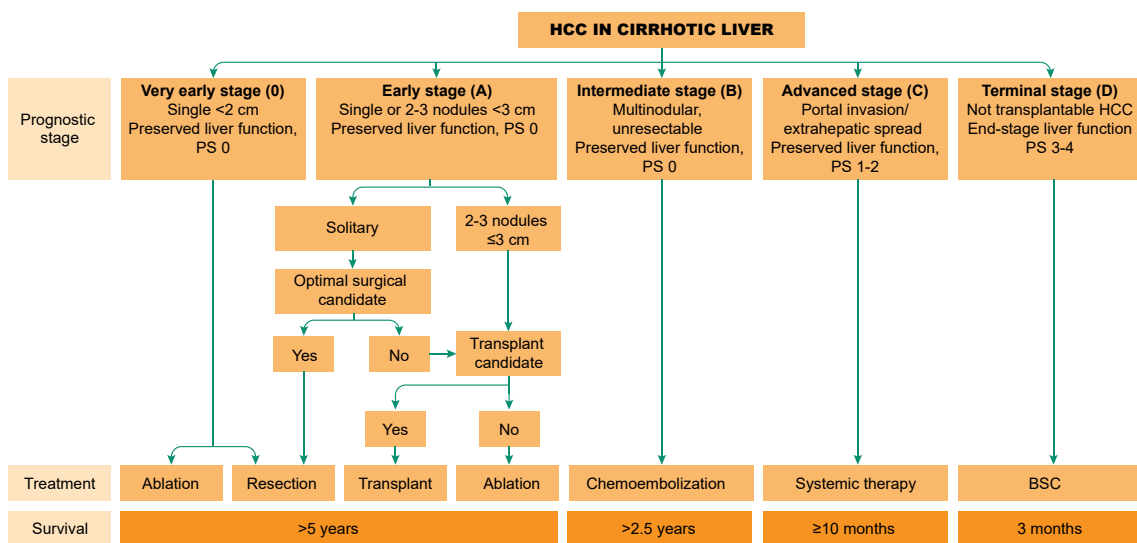 HCC IN CIRRHOTIC LIVER
Prognostic
stage
Very early stage (0)
Single <2 cm
Preserved liver function,
PS 0
Early stage (A)
Single or 2-3 nodules <3 cm
Preserved liver function, PS 0
Intermediate stage (B)
Multinodular,
unresectable
Preserved liver function,
PS 0
Advanced stage (C)
Portal invasion/
extrahepatic spread
Preserved liver function,
PS 1-2
Terminal stage (D)
Not transplantable HCC
End-stage liver function
PS 3-4
Solitary
2-3 nodules
≤3 cm
Optimal surgical
candidate
Yes
No
Transplant
candidate
Yes
No
Treatment
Ablation
Resection
Transplant
Ablation
Chemoembolization
Systemic therapy
BSC
Survival
>5 years
>2.5 years
≥10 months
3 months